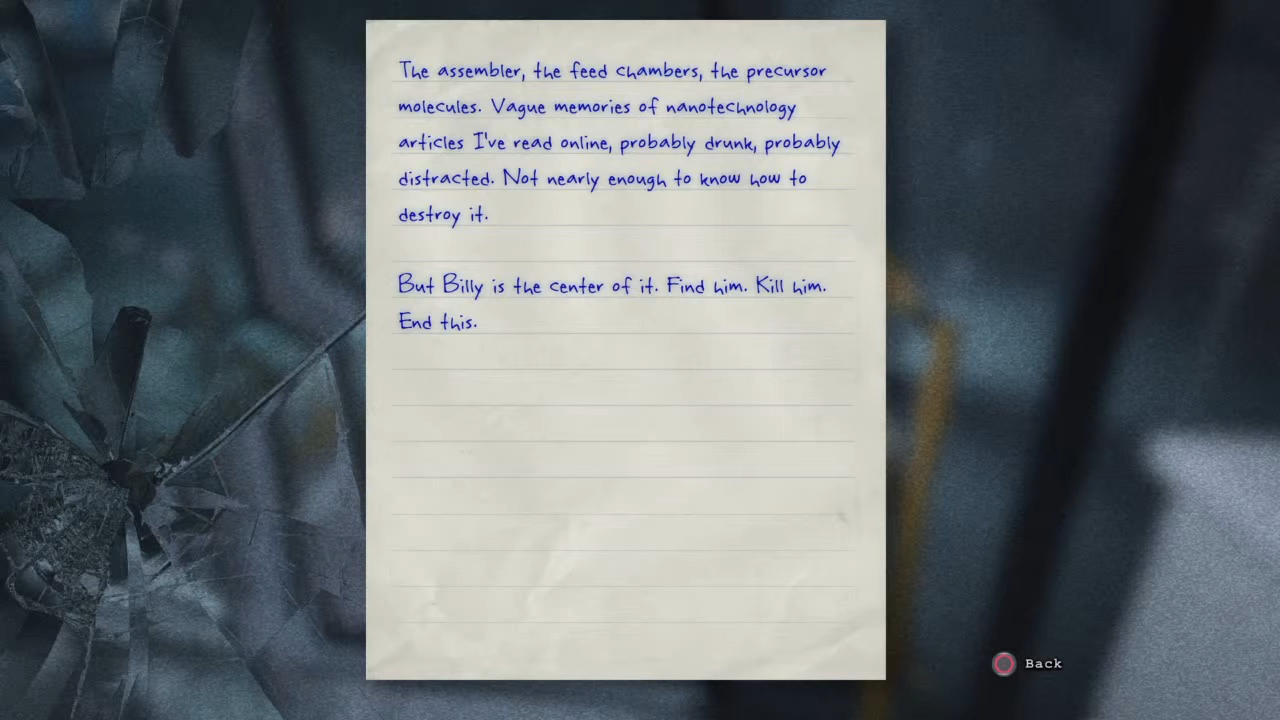 The assembler, the feed chambers, the precursor
molecules. Vague memories of nanotechnology
articles I've read online, probably drunk, probably
distracted. Not nearly enough to know how to
destroy it.
But Billy is the center of it. Find him. Kill him.
End this.
Back